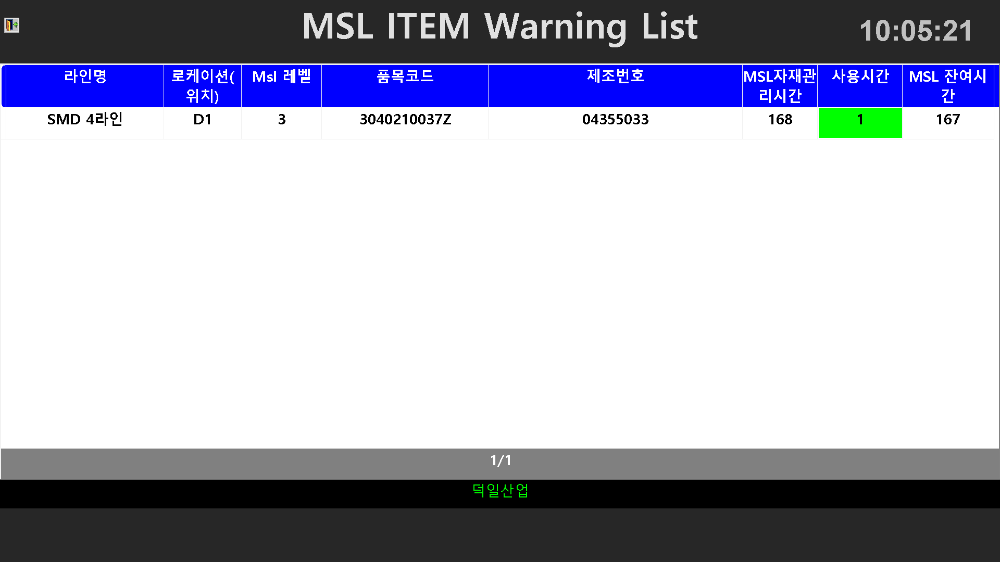 MSL ITEM Warning List
10:05:21
라인명 로케이션(위치) Msl 레벨 품목코드 제조번호 MSL자재관리시간 사용시간 MSL 잔여시간
SMD 4라인 D1 3 3040210037Z 04355033 168 1 167
1/1
덕일산업